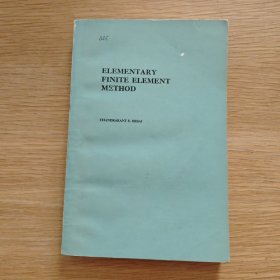 ELEMENTARY
FINITE ELEMENT
METHOD
CHANDRAKANT S. DESAI